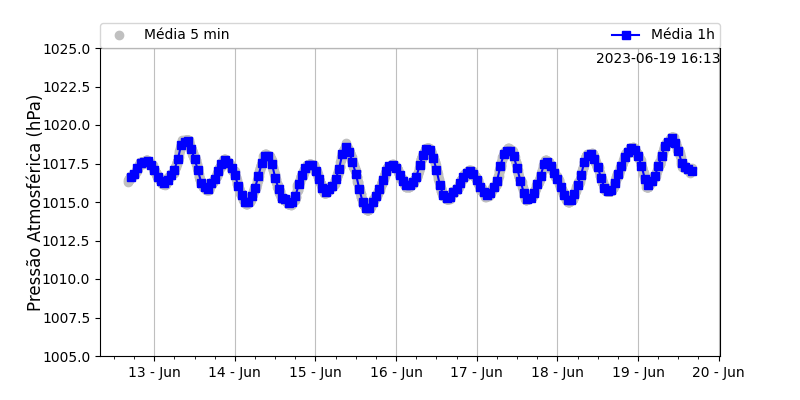 Média 5 min
Média 1h
2023-06-19 16:13
Pressão Atmosférica (hPa)
1025.0
1022.5
1020.0
1017.5
1015.0
1012.5
1010.0
1007.5
1005.0
13 - Jun 14 - Jun 15 - Jun 16 - Jun 17 - Jun 18 - Jun 19 - Jun 20 - Jun